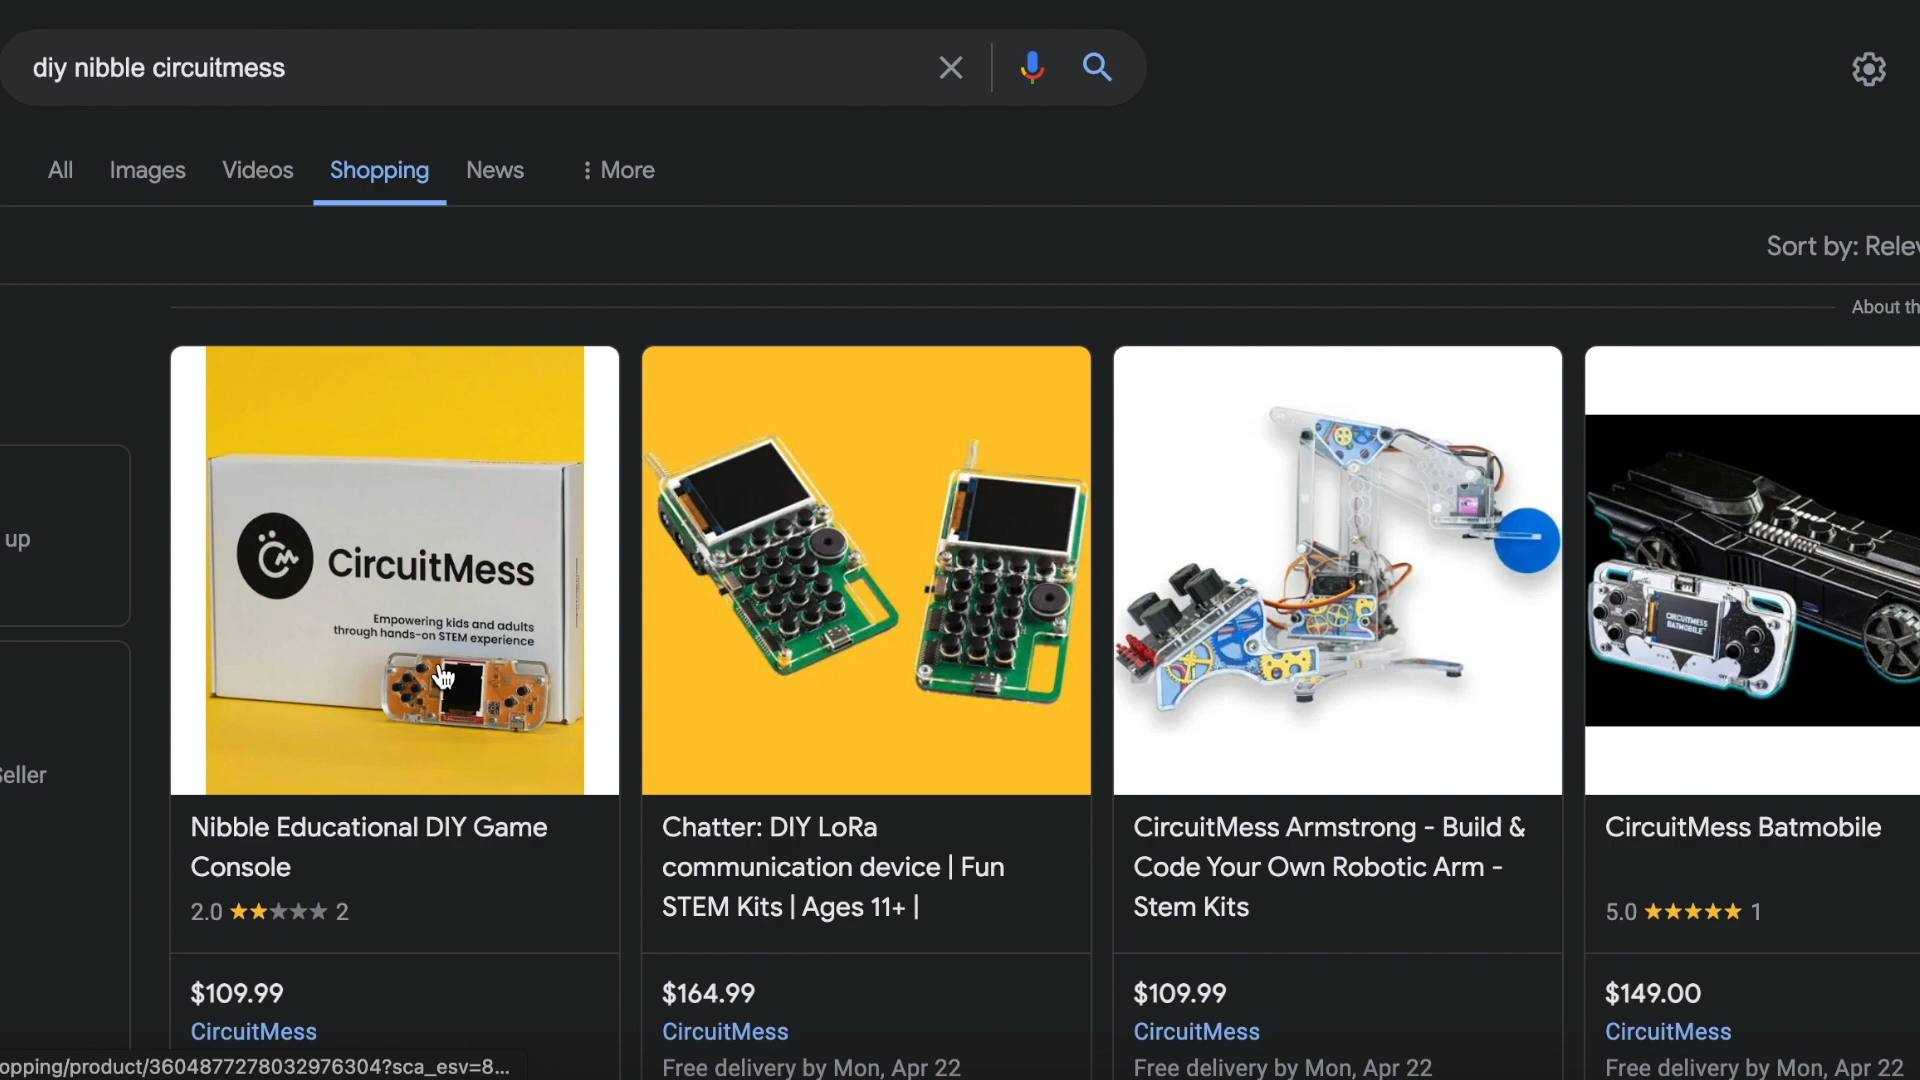 diy nibble circuitmess
All Images Videos Shopping News More
Sort by: Relev
About th
up
Seller
CircuitMess
Empowering kids and adults
through hands-on STEM experience
CIRCUITMESS
BATMOBILE
Nibble Educational DIY Game
Console
2.0 2
$109.99
CircuitMess
Chatter: DIY LoRa
communication device | Fun
STEM Kits | Ages 11+ |
$164.99
CircuitMess
Free delivery by Mon, Apr 22
CircuitMess Armstrong - Build &
Code Your Own Robotic Arm -
Stem Kits
$109.99
CircuitMess
Free delivery by Mon, Apr 22
CircuitMess Batmobile
5.0 1
$149.00
CircuitMess
Free delivery by Mon, Apr 22
opping/product/3604877278032976304?sca_esv=8...